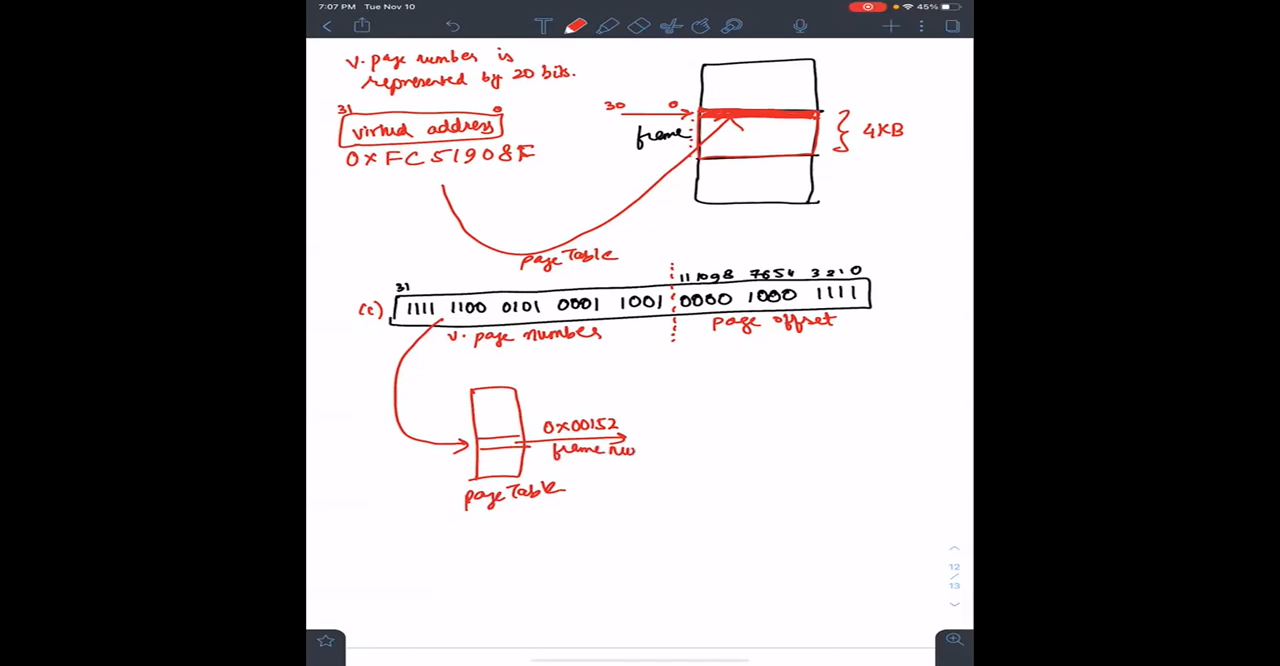 7:07 PM Tue Nov 10
45%
T
V. page number is
represented by 20 bits.
31 0
virtual address
0xFC51908F
30 0
frame
4KB
page Table
31 11 10 9 8 7 6 5 4 3 2 1 0
(c) 1111 1100 0101 0001 1001 0000 1000 1111
V. page number page offset
0x00152
frame no
page Table
12
13